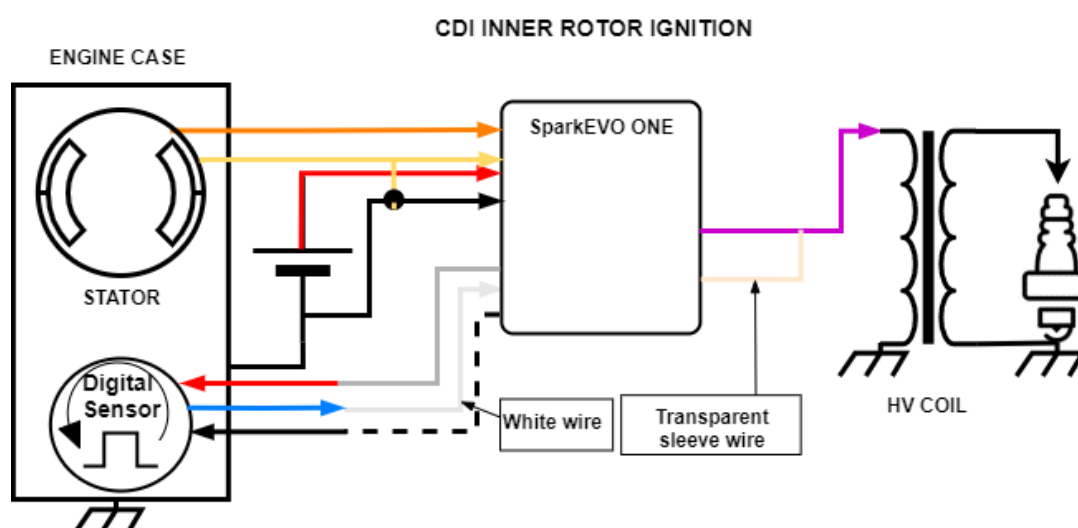 CDI INNER ROTOR IGNITION
ENGINE CASE
SparkEVO ONE
STATOR
Digital
Sensor
White wire
Transparent
sleeve wire
HV COIL